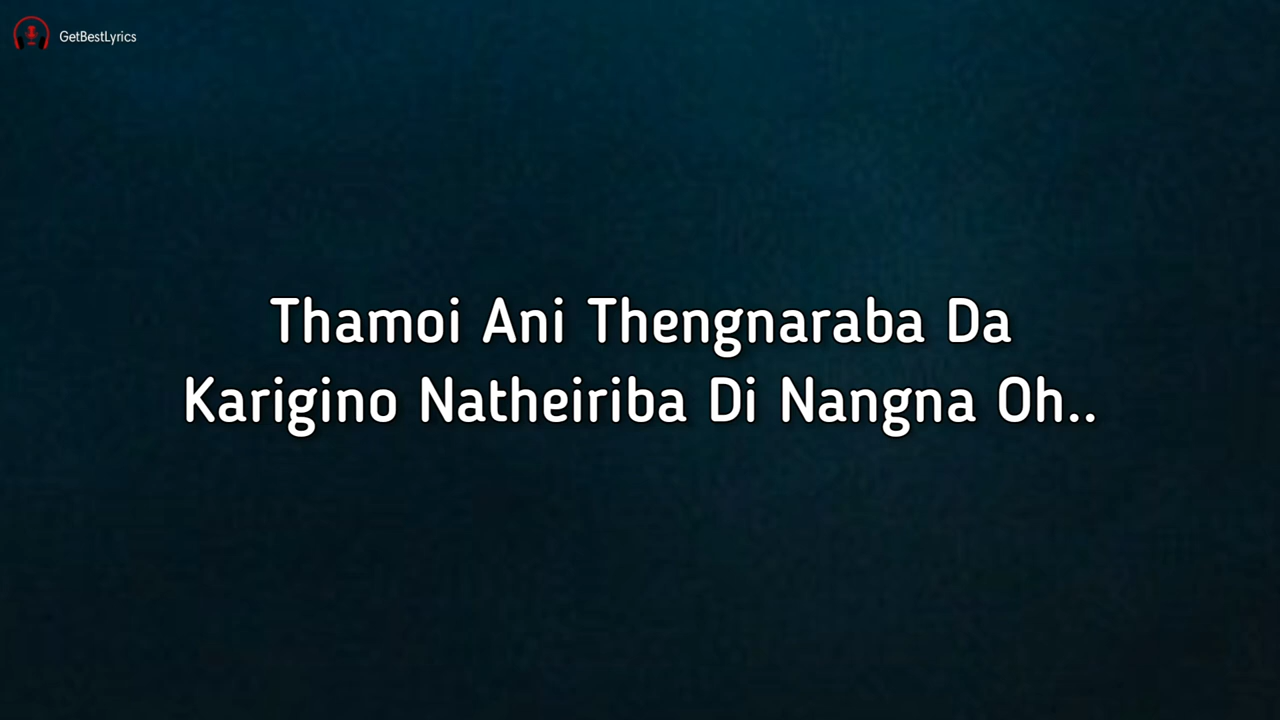 GetBestLyrics
Thamoi Ani Thengnaraba Da
Karigino Natheiriba Di Nangna Oh..